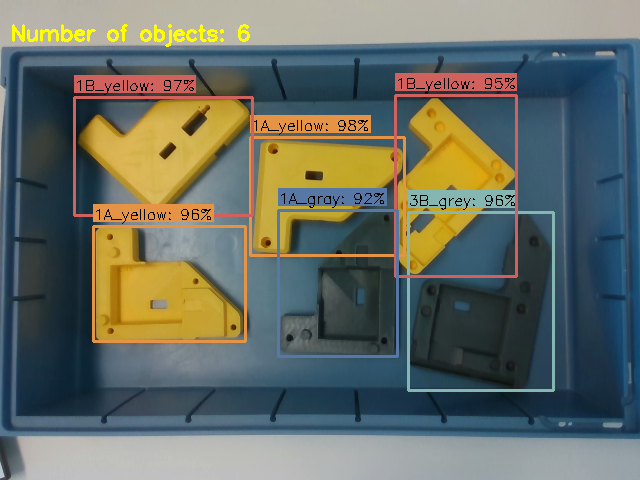 Number of objects: 6
1B_yellow: 97%
1B_yellow: 95%
1A_yellow: 98%
1A_gray: 92%
3B_grey: 96%
1A_yellow: 96%